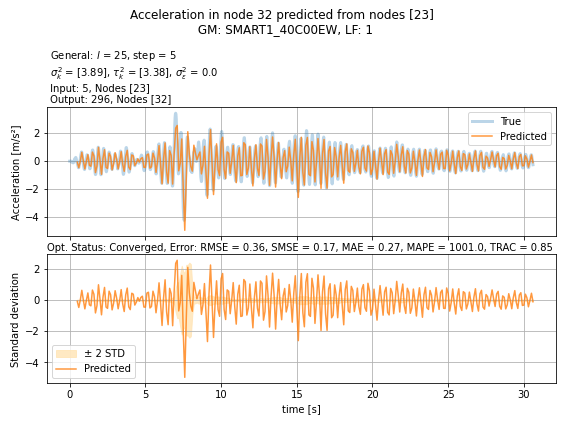 Acceleration in node 32 predicted from nodes [23]
GM: SMART1_40C00EW, LF: 1
General: l = 25, step = 5
σ²ₖ = [3.89], τ²ₖ = [3.38], σ²ε = 0.0
Input: 5, Nodes [23]
Output: 296, Nodes [32]
Acceleration [m/s²]
2
0
−2
−4
True
Predicted
Opt. Status: Converged, Error: RMSE = 0.36, SMSE = 0.17, MAE = 0.27, MAPE = 1001.0, TRAC = 0.85
Standard deviation
2
0
−2
−4
± 2 STD
Predicted
0 5 10 15 20 25 30
time [s]